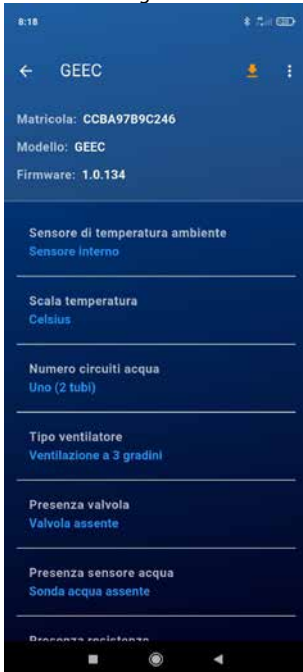 8:18
GEEC
Matricola: CCBA97B9C246
Modello: GEEC
Firmware: 1.0.134
Sensore di temperatura ambiente
Sensore interno
Scala temperatura
Celsius
Numero circuiti acqua
Uno (2 tubi)
Tipo ventilatore
Ventilazione a 3 gradini
Presenza valvola
Valvola assente
Presenza sensore acqua
Sonda acqua assente
Presenza resistenza